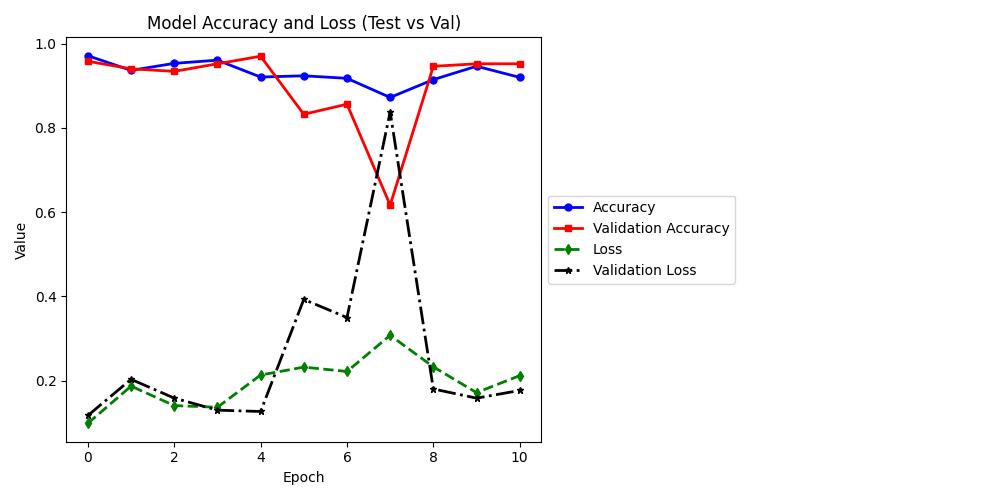 Model Accuracy and Loss (Test vs Val)
1.0
0.8
0.6
0.4
0.2
Value
0 2 4 6 8 10
Epoch
Accuracy
Validation Accuracy
Loss
Validation Loss